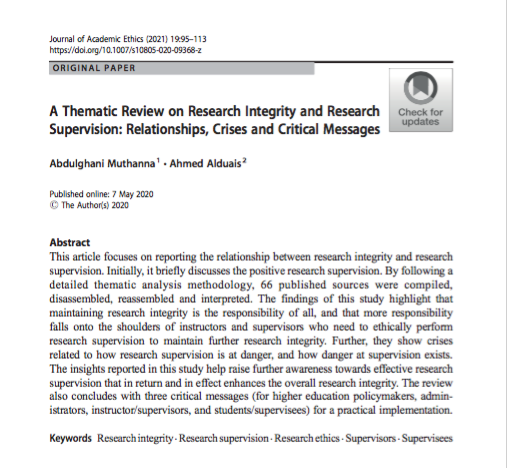 Journal of Academic Ethics (2021) 19:95–113
https://doi.org/10.1007/s10805-020-09368-z
ORIGINAL PAPER
Check for
updates
A Thematic Review on Research Integrity and Research
Supervision: Relationships, Crises and Critical Messages
Abdulghani Muthanna1 · Ahmed Alduais2
Published online: 7 May 2020
© The Author(s) 2020
Abstract
This article focuses on reporting the relationship between research integrity and research
supervision. Initially, it briefly discusses the positive research supervision. By following a
detailed thematic analysis methodology, 66 published sources were compiled,
disassembled, reassembled and interpreted. The findings of this study highlight that
maintaining research integrity is the responsibility of all, and that more responsibility
falls onto the shoulders of instructors and supervisors who need to ethically perform
research supervision to maintain further research integrity. Further, they show crises
related to how research supervision is at danger, and how danger at supervision exists.
The insights reported in this study help raise further awareness towards effective research
supervision that in return and in effect enhances the overall research integrity. The review
also concludes with three critical messages (for higher education policymakers, admin-
istrators, instructor/supervisors, and students/supervisees) for a practical implementation.
Keywords Research integrity · Research supervision · Research ethics · Supervisors · Supervisees